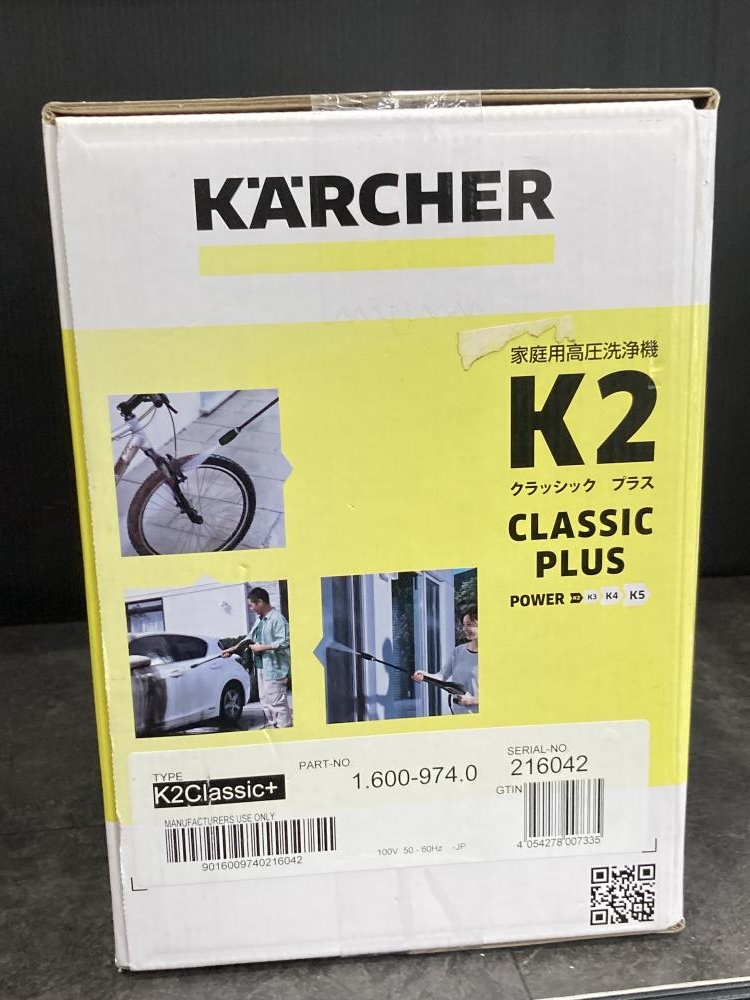 KÄRCHER
家庭用高圧洗浄機
K2
クラッシック プラス
CLASSIC
PLUS
POWER K2 K3 K4 K5
TYPE
K2Classic+
PART-NO.
1.600-974.0
SERIAL-NO.
216042
GTIN
MANUFACTURERS USE ONLY
9016009740216042
100V 50 - 60Hz -JP
4 054278 007335